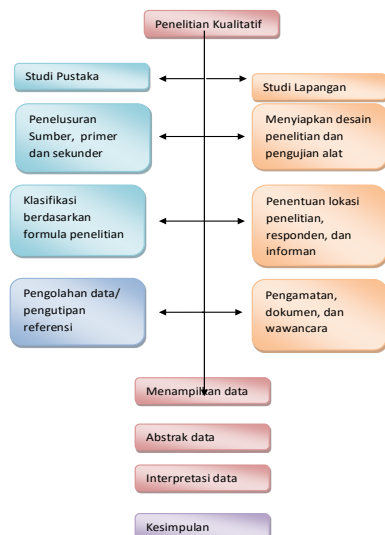 Penelitian Kualitatif
Studi Pustaka
Studi Lapangan
Penelusuran
Sumber, primer
dan sekunder
Menyiapkan desain
penelitian dan
pengujian alat
Klasifikasi
berdasarkan
formula penelitian
Penentuan lokasi
penelitian,
responden, dan
informan
Pengolahan data/
pengutipan
referensi
Pengamatan,
dokumen, dan
wawancara
Menampilkan data
Abstrak data
Interpretasi data
Kesimpulan